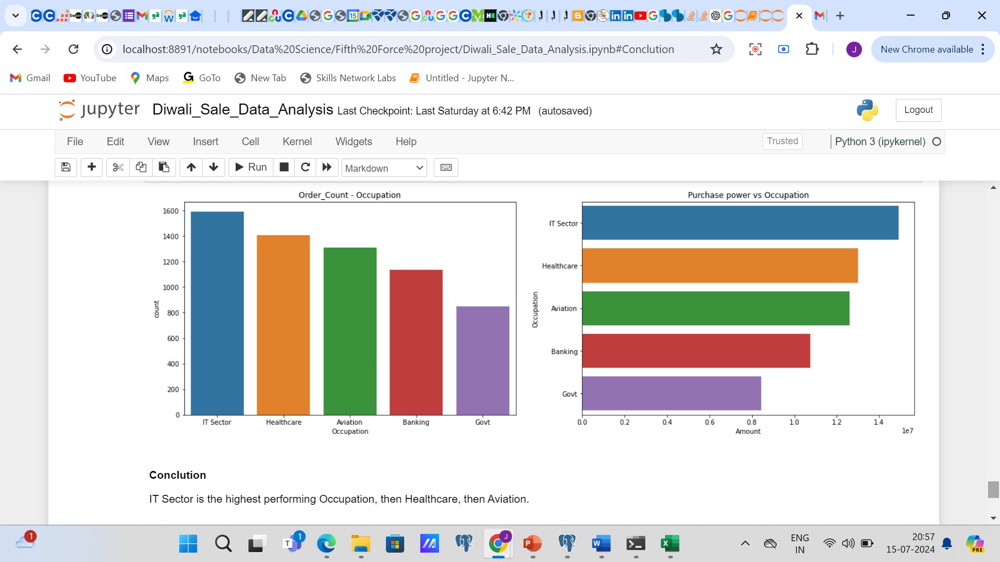 localhost:8891/notebooks/Data%20Science/Fifth%20Force%20project/Diwali_Sale_Data_Analysis.ipynb#Conclution
J
New Chrome available
Gmail
YouTube
Maps
GoTo
New Tab
Skills Network Labs
Untitled - Jupyter N...
jupyter
Diwali_Sale_Data_Analysis Last Checkpoint: Last Saturday at 6:42 PM (autosaved)
Logout
File Edit View Insert Cell Kernel Widgets Help
Trusted
Python 3 (ipykernel)
Run
Markdown
Order_Count - Occupation
1600
1400
1200
1000
800
600
400
200
0
count
IT Sector Healthcare Aviation Banking Govt
Occupation
Purchase power vs Occupation
IT Sector
Healthcare
Aviation
Banking
Govt
Occupation
0.0 0.2 0.4 0.6 0.8 1.0 1.2 1.4
1e7
Amount
Conclution
IT Sector is the highest performing Occupation, then Healthcare, then Aviation.
1
1
J
ENG
IN
20:57
15-07-2024
PRE